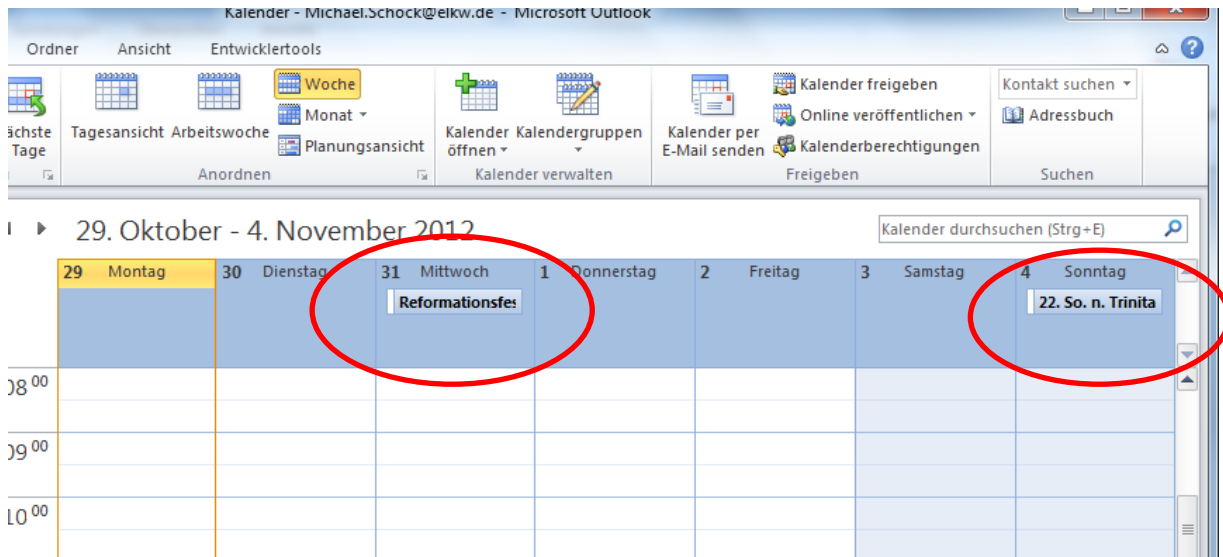 Kalender - Michael.Schock@elkw.de - Microsoft Outlook
Ordner Ansicht Entwicklertools
Tage
Tagesansicht Arbeitswoche
Woche
Monat
Planungsansicht
Anordnen
Kalender öffnen
Kalendergruppen
Kalender verwalten
Kalender per
E-Mail senden
Kalender freigeben
Online veröffentlichen
Kalenderberechtigungen
Freigeben
Kontakt suchen
Adressbuch
Suchen
29. Oktober - 4. November 2012
Kalender durchsuchen (Strg+E)
29 Montag 30 Dienstag 31 Mittwoch 1 Donnerstag 2 Freitag 3 Samstag 4 Sonntag
Reformationsfes 22. So. n. Trinita
08 00
09 00
10 00